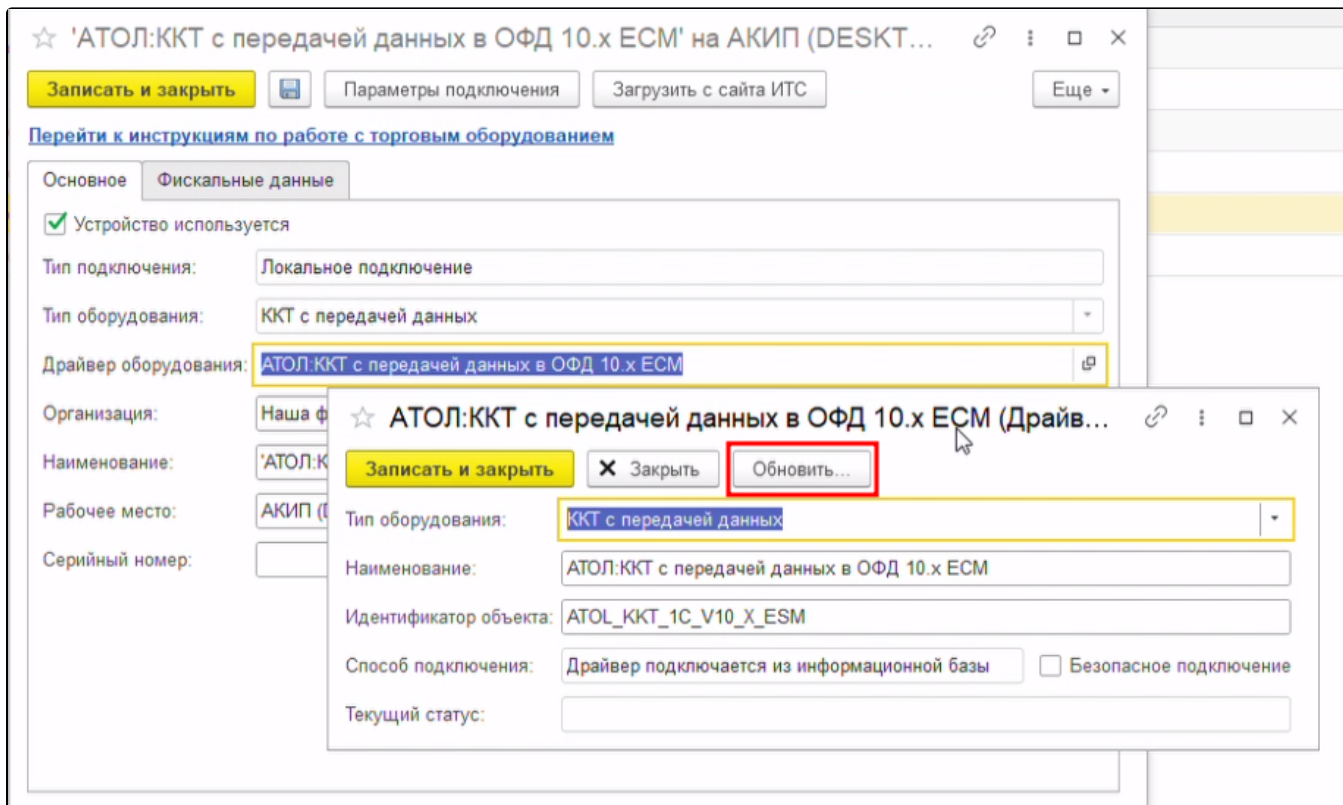 'АТОЛ:ККТ с передачей данных в ОФД 10.х ЕСМ' на АКИП (DESKT...
Записать и закрыть
Параметры подключения
Загрузить с сайта ИТС
Еще
Перейти к инструкциям по работе с торговым оборудованием
Основное
Фискальные данные
Устройство используется
Тип подключения: Локальное подключение
Тип оборудования: ККТ с передачей данных
Драйвер оборудования: АТОЛ:ККТ с передачей данных в ОФД 10.х ЕСМ
Организация: Наша ф
Наименование: 'АТОЛ:К
Рабочее место: АКИП (D
Серийный номер:
АТОЛ:ККТ с передачей данных в ОФД 10.х ЕСМ (Драйв...
Записать и закрыть
Закрыть
Обновить...
Тип оборудования: ККТ с передачей данных
Наименование: АТОЛ:ККТ с передачей данных в ОФД 10.х ЕСМ
Идентификатор объекта: ATOL_KKT_1C_V10_X_ESM
Способ подключения: Драйвер подключается из информационной базы
Безопасное подключение
Текущий статус: